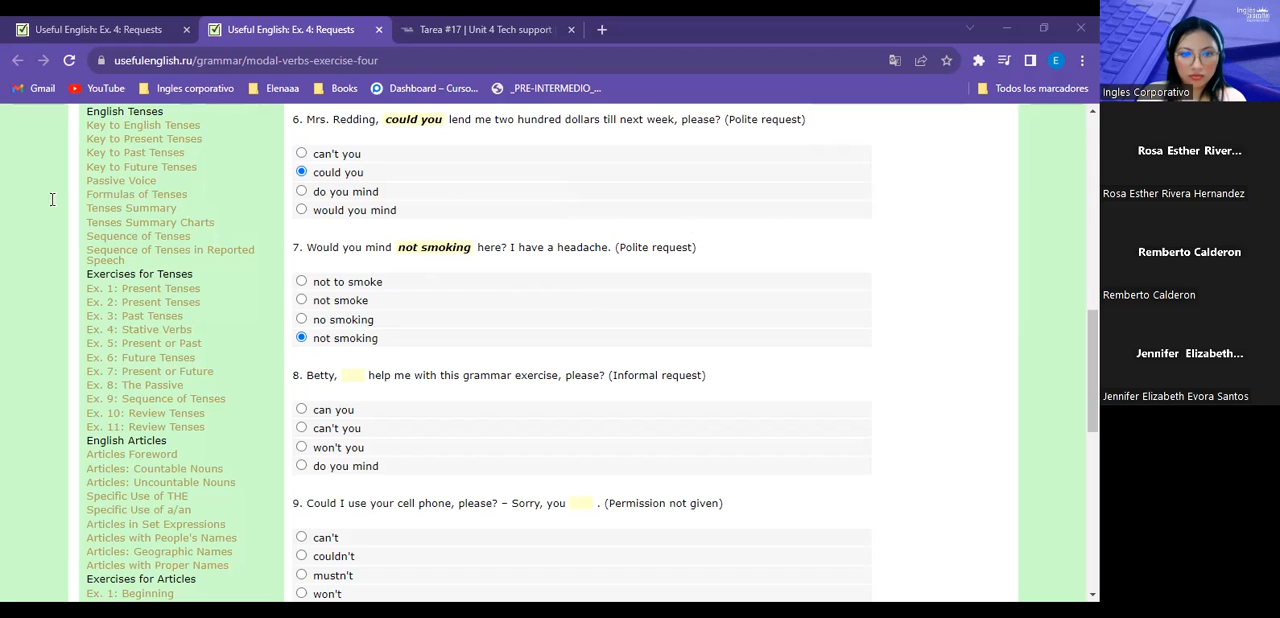 Useful English: Ex. 4: Requests
Useful English: Ex. 4: Requests
Tarea #17 | Unit 4 Tech support
usefulenglish.ru/grammar/modal-verbs-exercise-four
E
Gmail
YouTube
Ingles corporativo
Elenaaa
Books
Dashboard – Curso...
_PRE-INTERMEDIO_...
Todos los marcadores
English Tenses
Key to English Tenses
Key to Present Tenses
Key to Past Tenses
Key to Future Tenses
Passive Voice
Formulas of Tenses
Tenses Summary
Tenses Summary Charts
Sequence of Tenses
Sequence of Tenses in Reported
Speech
Exercises for Tenses
Ex. 1: Present Tenses
Ex. 2: Present Tenses
Ex. 3: Past Tenses
Ex. 4: Stative Verbs
Ex. 5: Present or Past
Ex. 6: Future Tenses
Ex. 7: Present or Future
Ex. 8: The Passive
Ex. 9: Sequence of Tenses
Ex. 10: Review Tenses
Ex. 11: Review Tenses
English Articles
Articles Foreword
Articles: Countable Nouns
Articles: Uncountable Nouns
Specific Use of THE
Specific Use of a/an
Articles in Set Expressions
Articles with People's Names
Articles: Geographic Names
Articles with Proper Names
Exercises for Articles
Ex. 1: Beginning
6. Mrs. Redding, could you lend me two hundred dollars till next week, please? (Polite request)
can't you
could you
do you mind
would you mind
7. Would you mind not smoking here? I have a headache. (Polite request)
not to smoke
not smoke
no smoking
not smoking
8. Betty, help me with this grammar exercise, please? (Informal request)
can you
can't you
won't you
do you mind
9. Could I use your cell phone, please? – Sorry, you . (Permission not given)
can't
couldn't
mustn't
won't
Ingles Corporativo
Rosa Esther River...
Rosa Esther Rivera Hernandez
Remberto Calderon
Remberto Calderon
Jennifer Elizabeth...
Jennifer Elizabeth Evora Santos